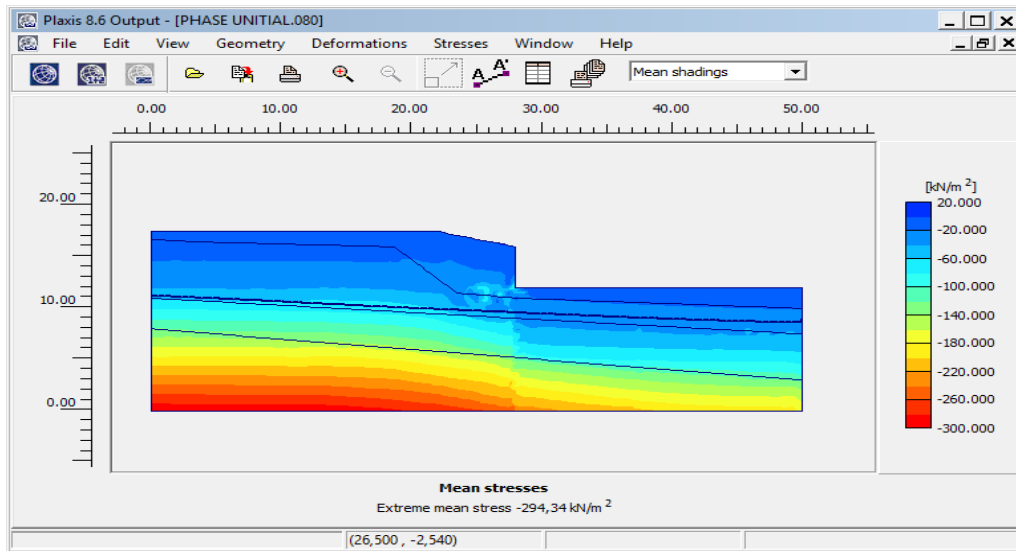 Plaxis 8.6 Output - [PHASE UNITIAL.080]
File Edit View Geometry Deformations Stresses Window Help
A A* Mean shadings
0.00 10.00 20.00 30.00 40.00 50.00
20.00
10.00
0.00
[kN/m²]
20.000
-20.000
-60.000
-100.000
-140.000
-180.000
-220.000
-260.000
-300.000
Mean stresses
Extreme mean stress -294,34 kN/m²
(26,500 , -2,540)